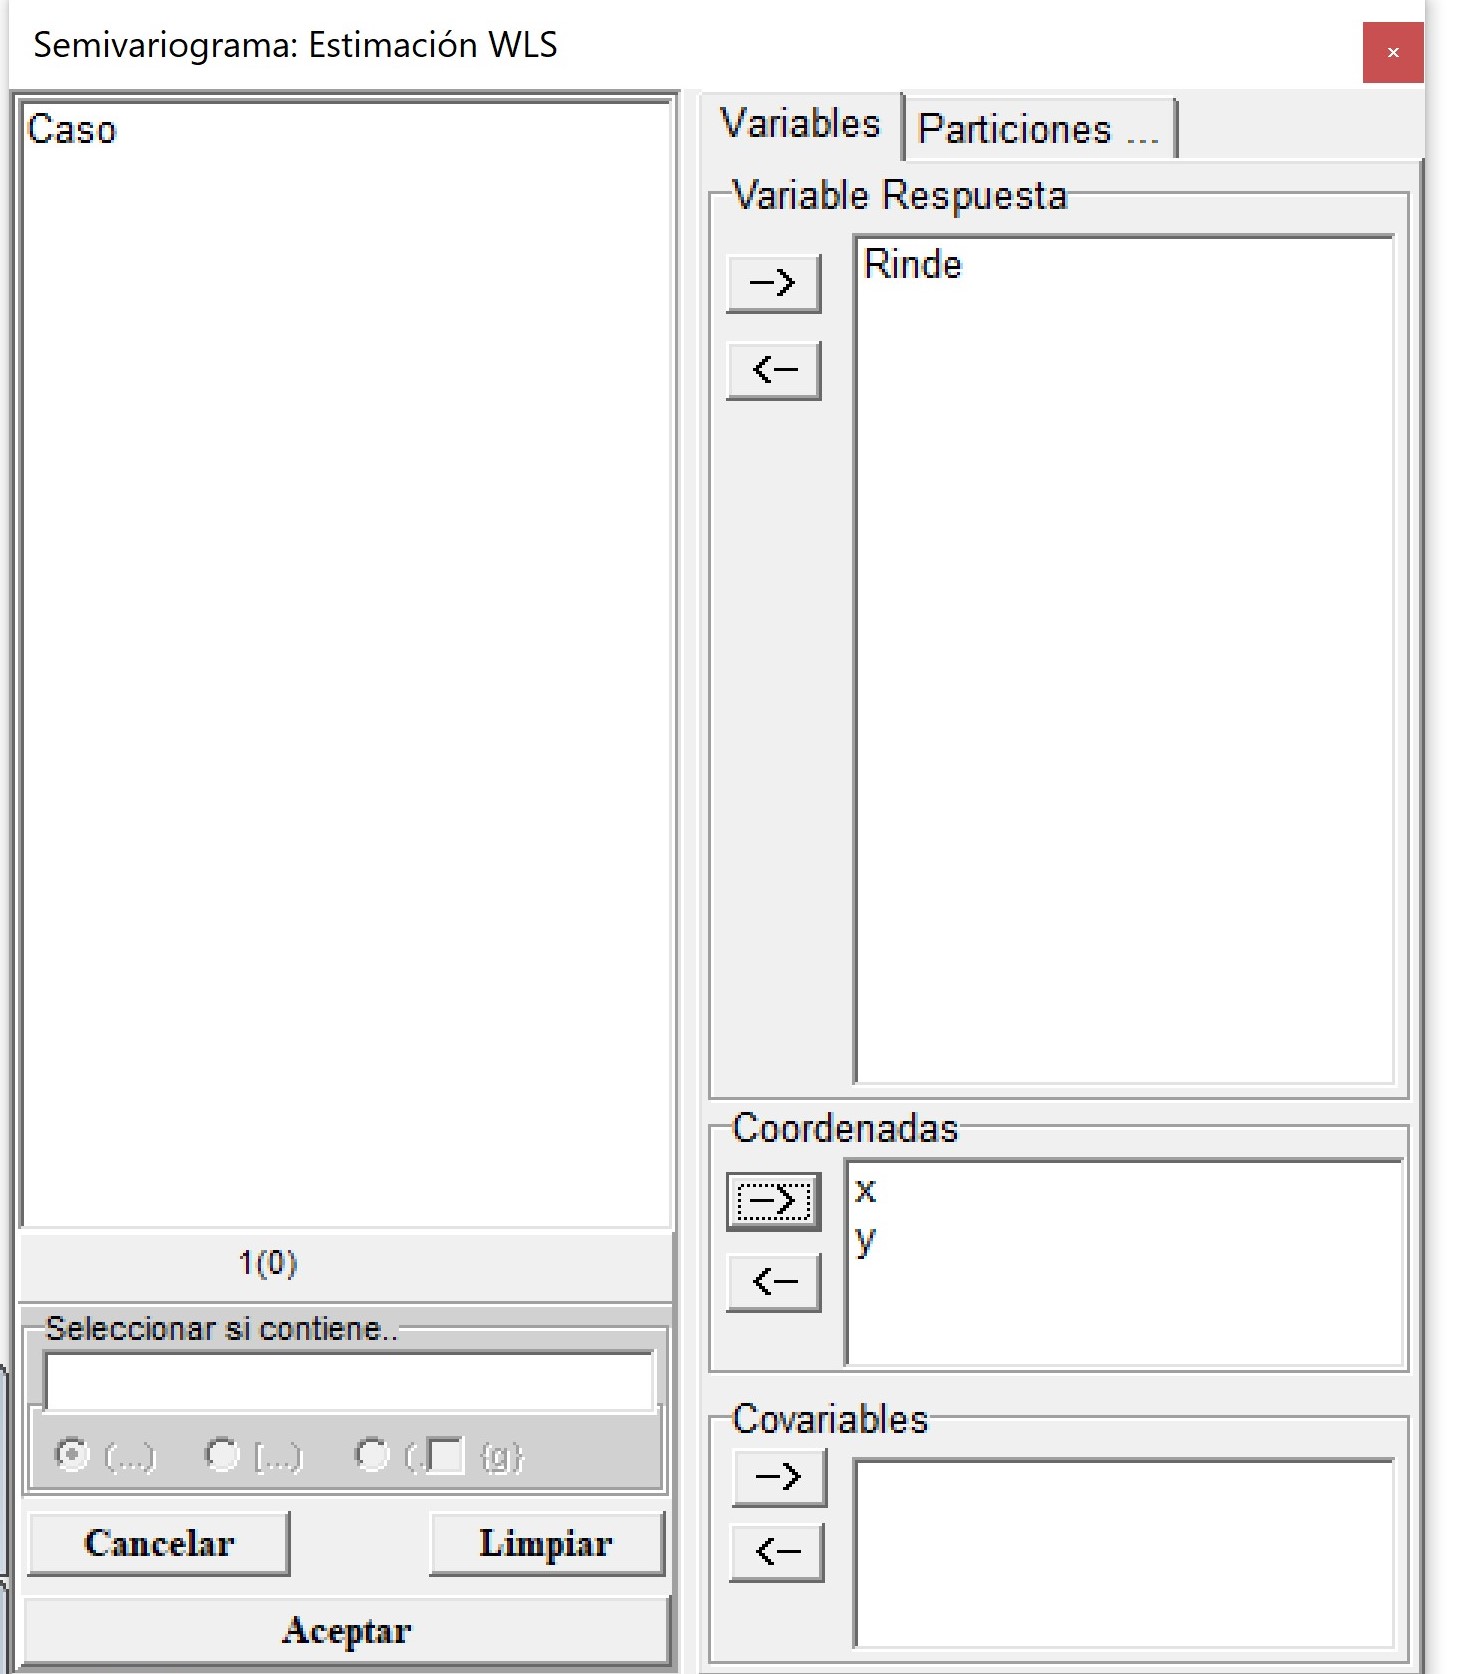 Semivariograma: Estimación WLS
×
Caso
1(0)
Seleccionar si contiene..
(...) [...) (. {g}
Cancelar Limpiar
Aceptar
Variables Particiones ...
Variable Respuesta
-->
Rinde
<--
Coordenadas
-->
x
y
<--
Covariables
-->
<--